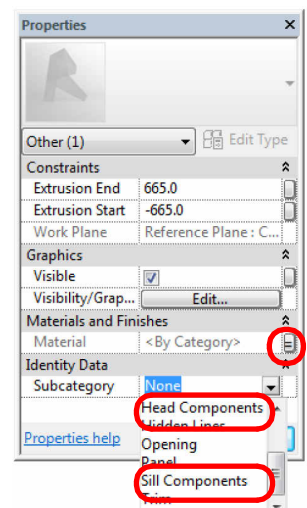 Properties
Other (1) Edit Type
Constraints
Extrusion End 665.0
Extrusion Start -665.0
Work Plane Reference Plane : C...
Graphics
Visible
Visibility/Grap... Edit...
Materials and Finishes
Material <By Category>
Identity Data
Subcategory None
Head Components
Hidden Lines
Properties help Opening
Panel
Sill Components
Trim